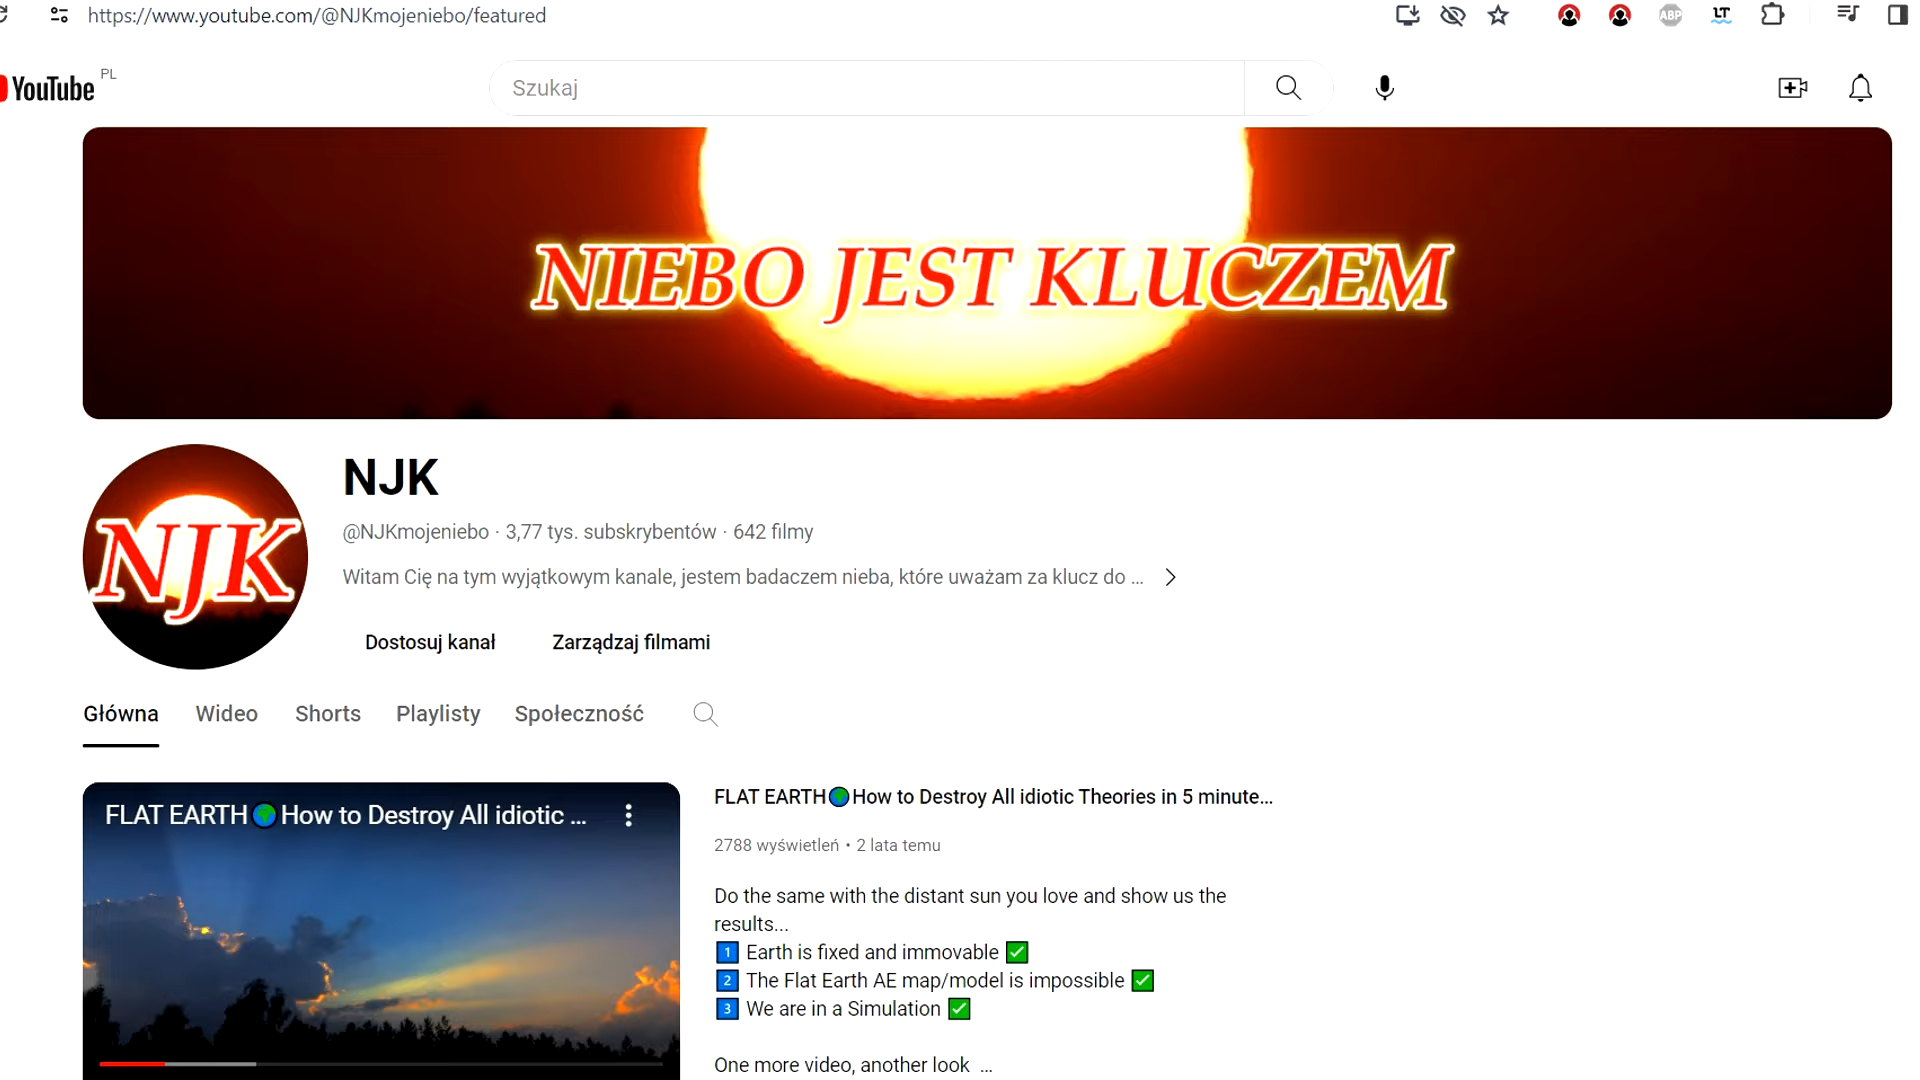 https://www.youtube.com/@NJKmojeniebo/featured
ABP
LT
YouTube PL
Szukaj
NIEBO JEST KLUCZEM
NJK
NJK
@NJKmojeniebo · 3,77 tys. subskrybentów · 642 filmy
Witam Cię na tym wyjątkowym kanale, jestem badaczem nieba, które uważam za klucz do ...
Dostosuj kanał Zarządzaj filmami
Główna Wideo Shorts Playlisty Społeczność
FLAT EARTH🌍How to Destroy All idiotic ...
FLAT EARTH🌍How to Destroy All idiotic Theories in 5 minute...
2788 wyświetleń • 2 lata temu
Do the same with the distant sun you love and show us the
results...
1️⃣ Earth is fixed and immovable ✅
2️⃣ The Flat Earth AE map/model is impossible ✅
3️⃣ We are in a Simulation ✅
One more video, another look ...